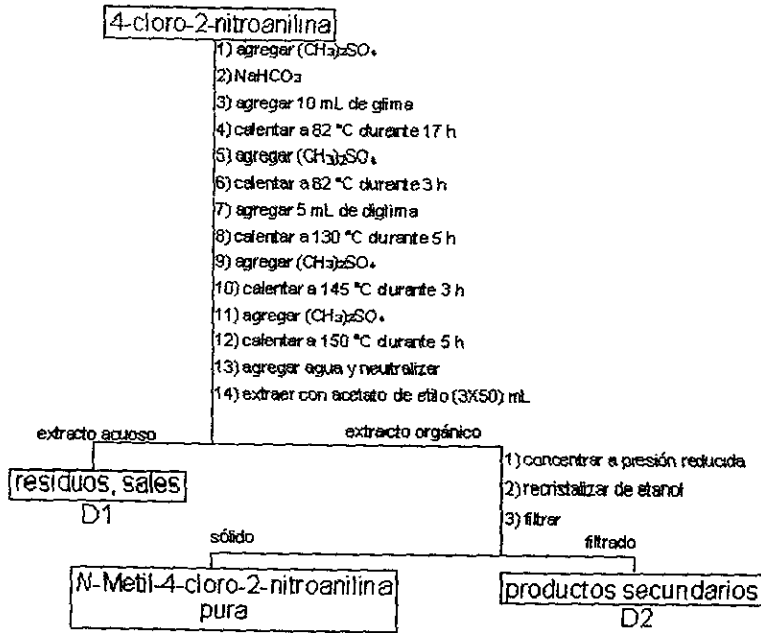 4-cloro-2-nitroanilina
1) agregar (CH₃)₂SO₄
2) NaHCO₃
3) agregar 10 mL de glima
4) calentar a 82 °C durante 17 h
5) agregar (CH₃)₂SO₄
6) calentar a 82 °C durante 3 h
7) agregar 5 mL de diglima
8) calentar a 130 °C durante 5 h
9) agregar (CH₃)₂SO₄
10) calentar a 145 °C durante 3 h
11) agregar (CH₃)₂SO₄
12) calentar a 150 °C durante 5 h
13) agregar agua y neutralizar
14) extraer con acetato de etilo (3X50) mL
extracto acuoso
extracto orgánico
residuos, sales
D1
1) concentrar a presión reducida
2) recristalizar de etanol
3) filtrar
sólido
filtrado
N-Metil-4-cloro-2-nitroanilina
pura
productos secundarios
D2